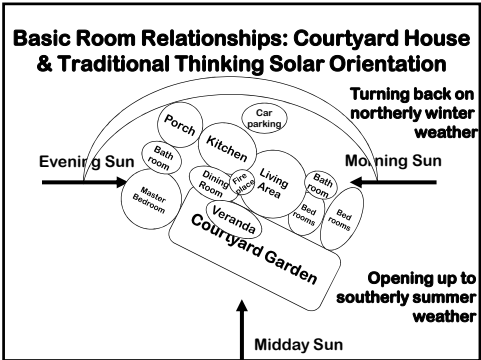 Basic Room Relationships: Courtyard House
& Traditional Thinking Solar Orientation
Turning back on
northerly winter
weather
Car
parking
Porch
Kitchen
Evening Sun
Morning Sun
Bath
room
Dining
Room
Fire
place
Living
Area
Bath
room
Master
Bedroom
Bed
rooms
Bed
rooms
Veranda
Courtyard Garden
Opening up to
southerly summer
weather
Midday Sun